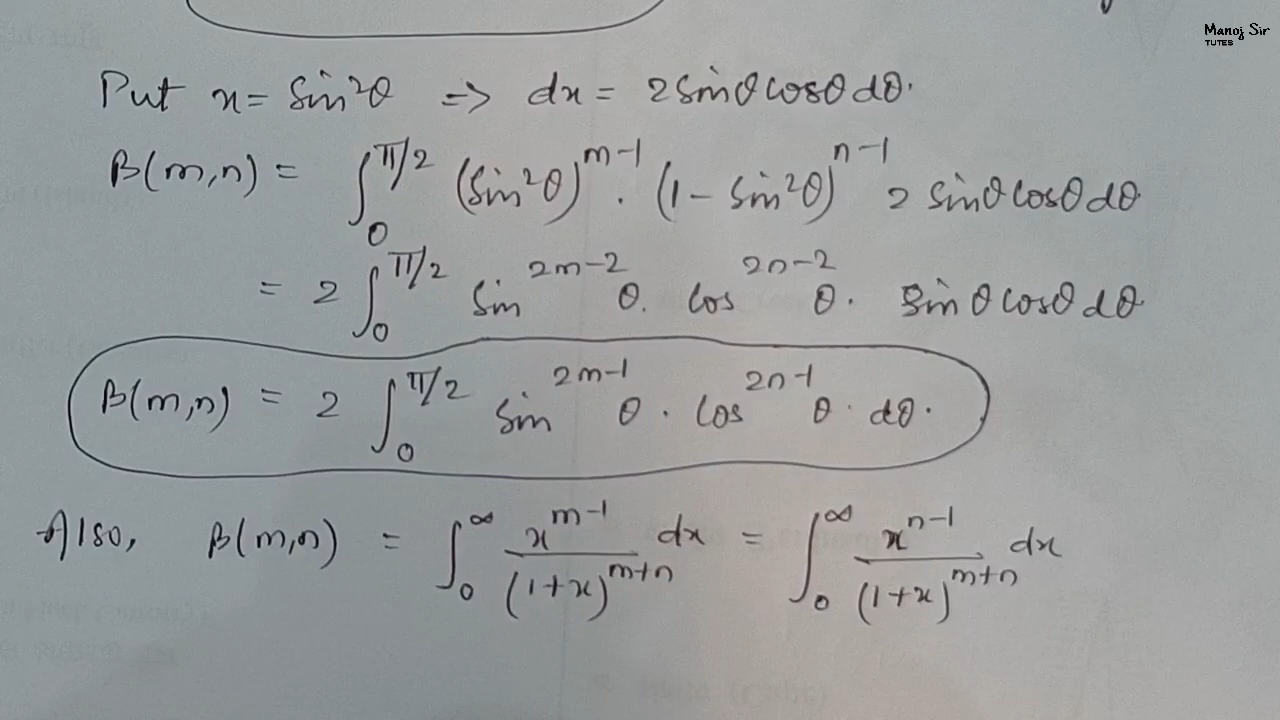 Manoj Sir
TUTES
Put x = Sin²θ => dx = 2 Sinθ cosθ dθ.
β(m,n) = ∫₀^{π/2} (Sin²θ)^{m-1} . (1 - Sin²θ)^{n-1} 2 Sinθ cosθ dθ
= 2 ∫₀^{π/2} Sin^{2m-2} θ. cos^{2n-2} θ. Sin θ cosθ dθ
β(m,n) = 2 ∫₀^{π/2} Sin^{2m-1} θ . cos^{2n-1} θ . dθ.
Also, β(m,n) = ∫₀^∞ x^{m-1}/(1+x)^{m+n} dx = ∫₀^∞ x^{n-1}/(1+x)^{m+n} dx